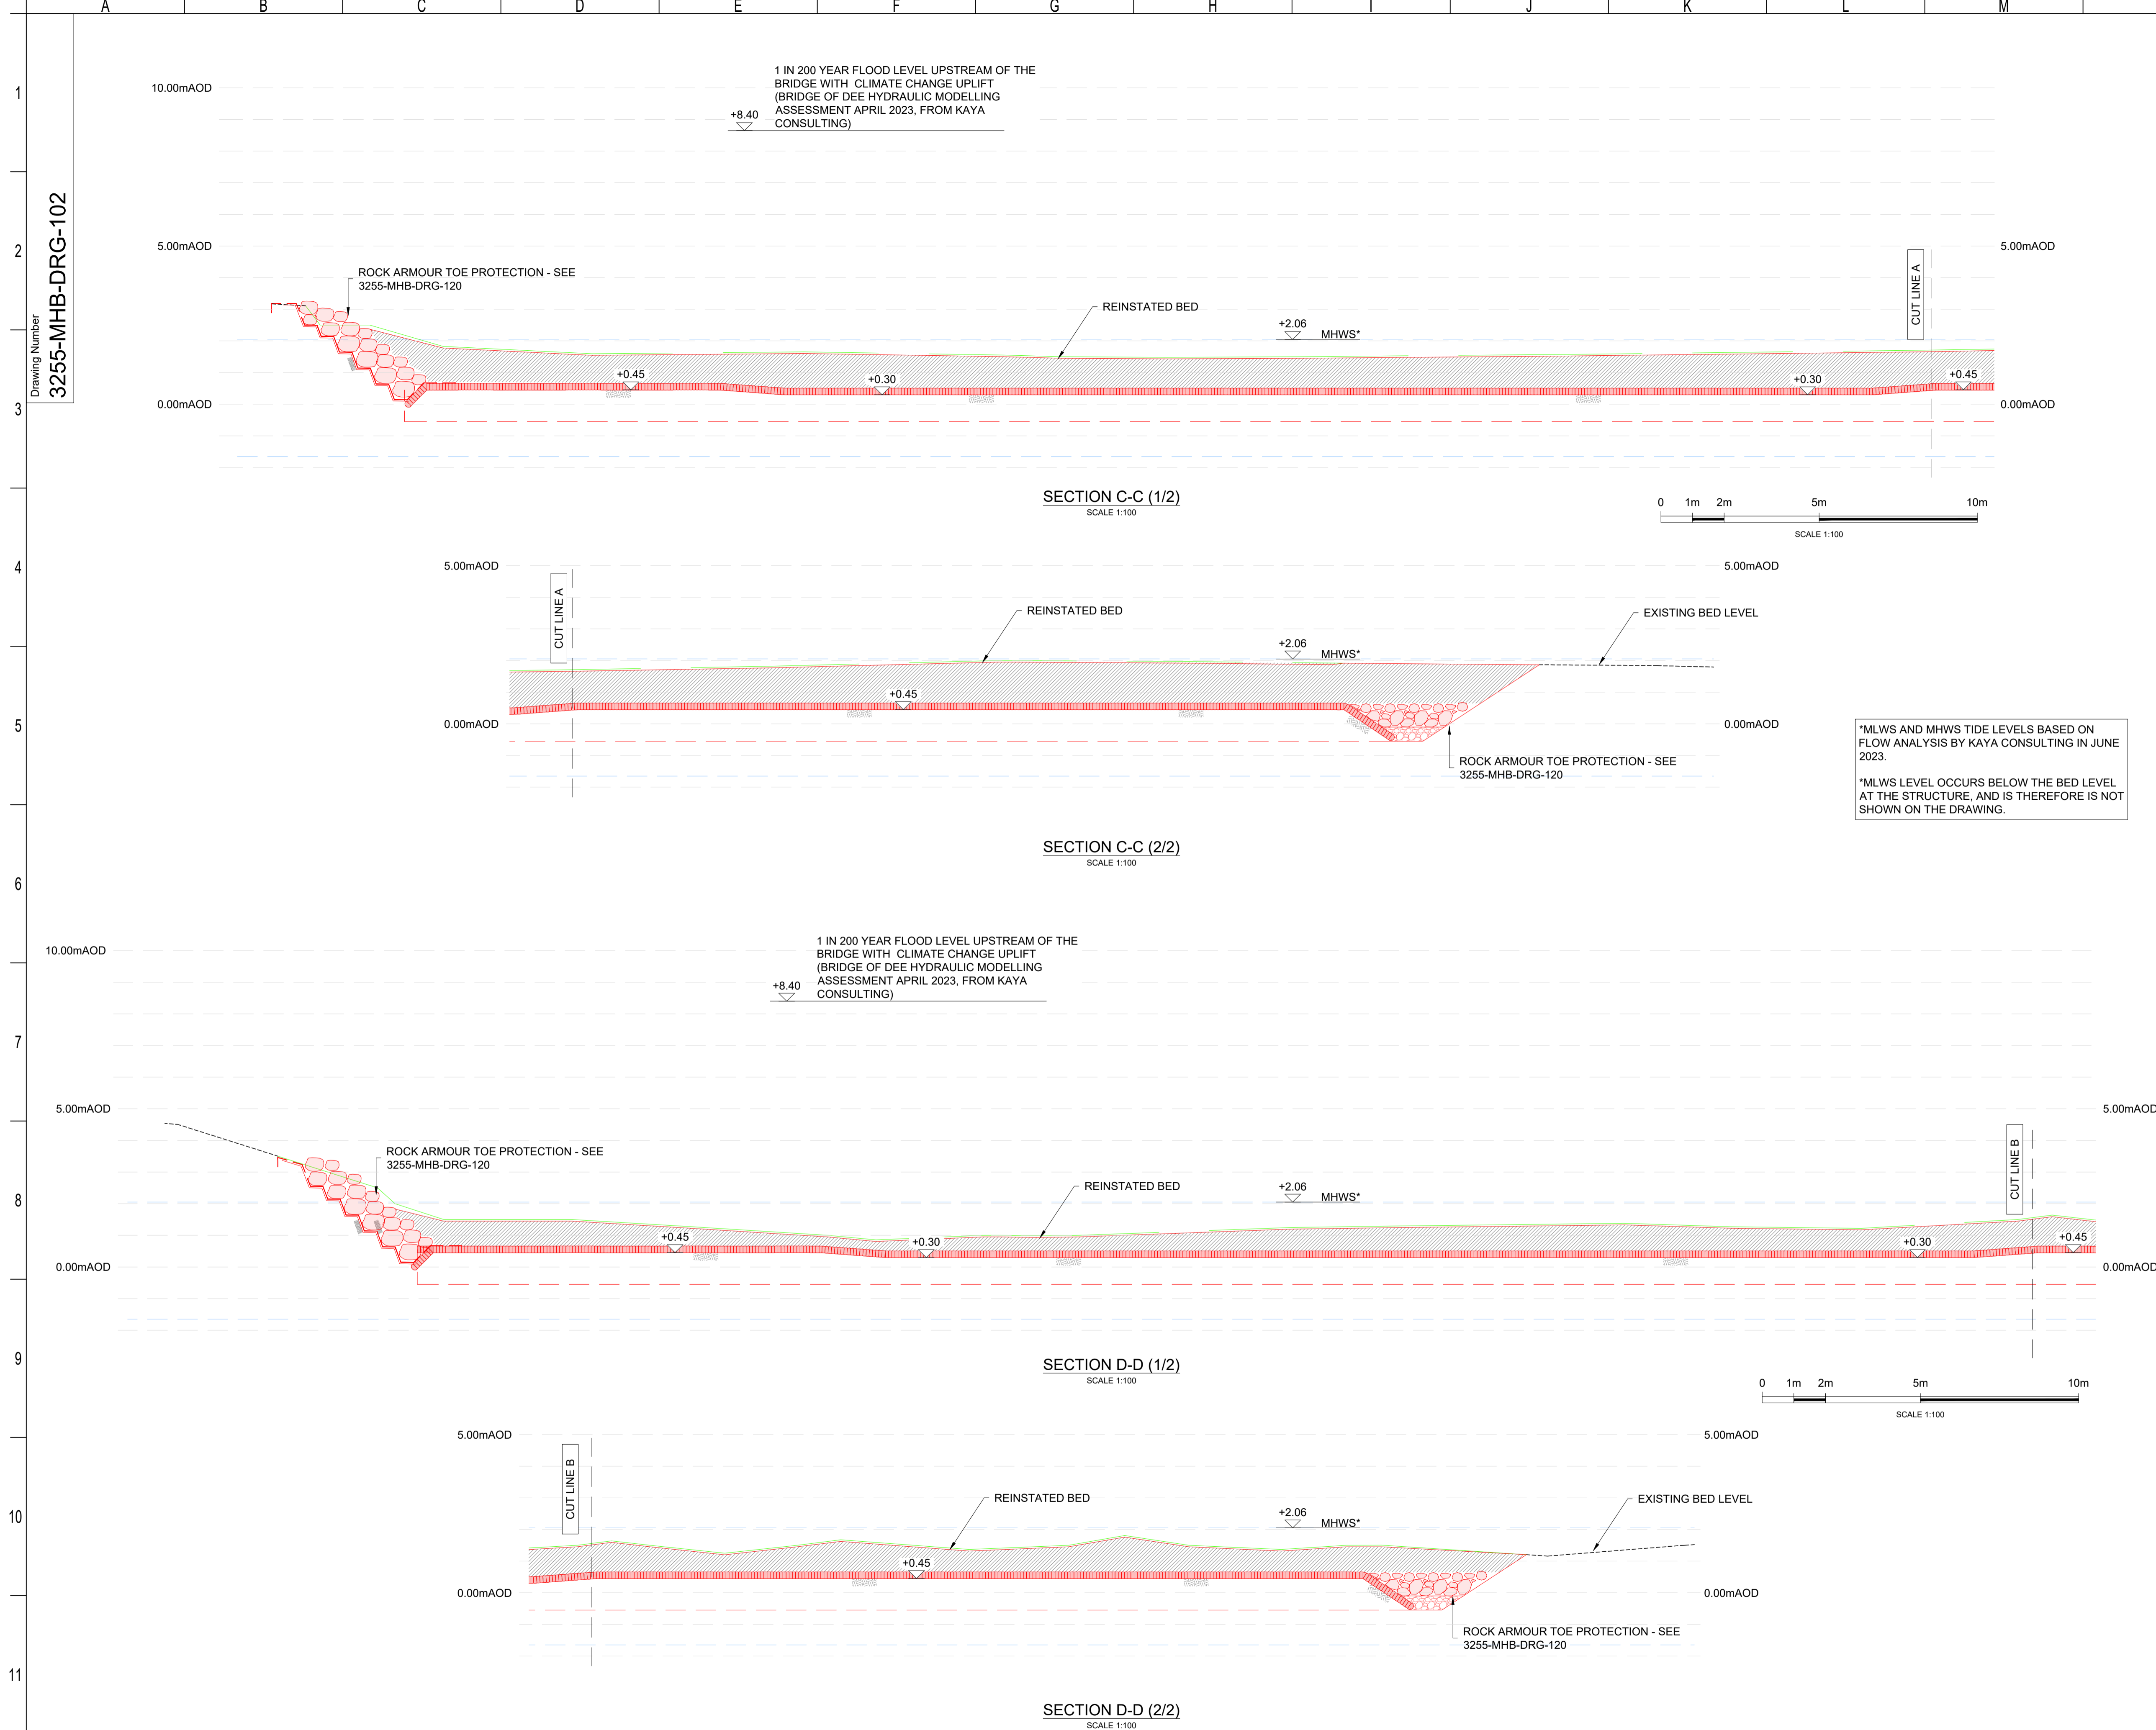 A B C D E F G H I J K L M
1
2
3
4
5
6
7
8
9
10
11
Drawing Number
3255-MHB-DRG-102
10.00mAOD
1 IN 200 YEAR FLOOD LEVEL UPSTREAM OF THE
BRIDGE WITH CLIMATE CHANGE UPLIFT
(BRIDGE OF DEE HYDRAULIC MODELLING
ASSESSMENT APRIL 2023, FROM KAYA
CONSULTING)
+8.40
5.00mAOD
5.00mAOD
ROCK ARMOUR TOE PROTECTION - SEE
3255-MHB-DRG-120
REINSTATED BED
+2.06
MHWS*
CUT LINE A
+0.45
+0.30
+0.30
+0.45
0.00mAOD
0.00mAOD
SECTION C-C (1/2)
SCALE 1:100
0 1m 2m 5m 10m
SCALE 1:100
5.00mAOD
5.00mAOD
CUT LINE A
REINSTATED BED
EXISTING BED LEVEL
+2.06
MHWS*
+0.45
0.00mAOD
0.00mAOD
ROCK ARMOUR TOE PROTECTION - SEE
3255-MHB-DRG-120
*MLWS AND MHWS TIDE LEVELS BASED ON
FLOW ANALYSIS BY KAYA CONSULTING IN JUNE
2023.
*MLWS LEVEL OCCURS BELOW THE BED LEVEL
AT THE STRUCTURE, AND IS THEREFORE IS NOT
SHOWN ON THE DRAWING.
SECTION C-C (2/2)
SCALE 1:100
10.00mAOD
1 IN 200 YEAR FLOOD LEVEL UPSTREAM OF THE
BRIDGE WITH CLIMATE CHANGE UPLIFT
(BRIDGE OF DEE HYDRAULIC MODELLING
ASSESSMENT APRIL 2023, FROM KAYA
CONSULTING)
+8.40
5.00mAOD
5.00mAOD
ROCK ARMOUR TOE PROTECTION - SEE
3255-MHB-DRG-120
REINSTATED BED
+2.06
MHWS*
CUT LINE B
+0.45
+0.30
+0.30
+0.45
0.00mAOD
0.00mAOD
SECTION D-D (1/2)
SCALE 1:100
0 1m 2m 5m 10m
SCALE 1:100
5.00mAOD
5.00mAOD
CUT LINE B
REINSTATED BED
EXISTING BED LEVEL
+2.06
MHWS*
+0.45
0.00mAOD
0.00mAOD
ROCK ARMOUR TOE PROTECTION - SEE
3255-MHB-DRG-120
SECTION D-D (2/2)
SCALE 1:100